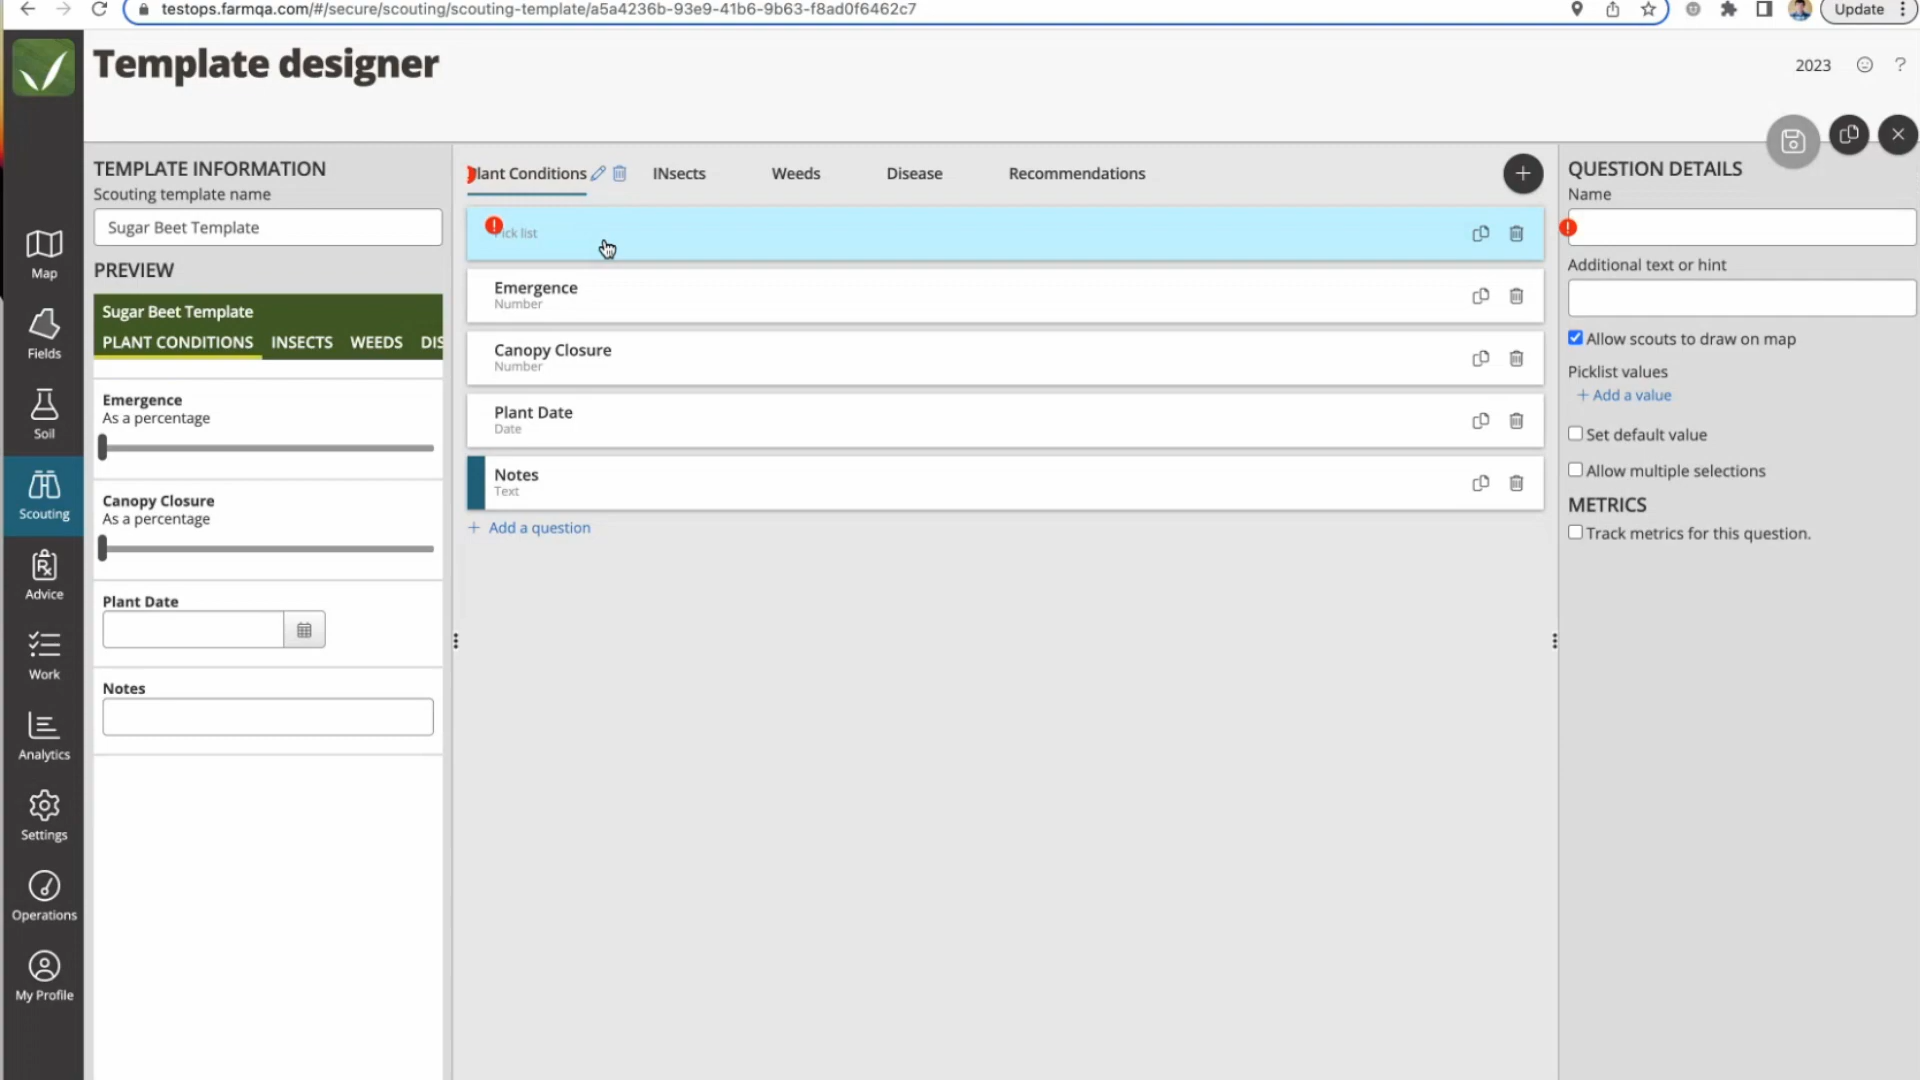 testops.farmqa.com/#/secure/scouting/scouting-template/a5a4236b-93e9-41b6-9b63-f8ad0f6462c7
Update
Template designer
2023
?
Map
Fields
Soil
Scouting
Advice
Work
Analytics
Settings
Operations
My Profile
TEMPLATE INFORMATION
Scouting template name
Sugar Beet Template
PREVIEW
Sugar Beet Template
PLANT CONDITIONS INSECTS WEEDS DIS
Emergence
As a percentage
Canopy Closure
As a percentage
Plant Date
Notes
lant Conditions INsects Weeds Disease Recommendations +
!
ick list
Emergence
Number
Canopy Closure
Number
Plant Date
Date
Notes
Text
+ Add a question
QUESTION DETAILS
Name
!
Additional text or hint
Allow scouts to draw on map
Picklist values
+ Add a value
Set default value
Allow multiple selections
METRICS
Track metrics for this question.